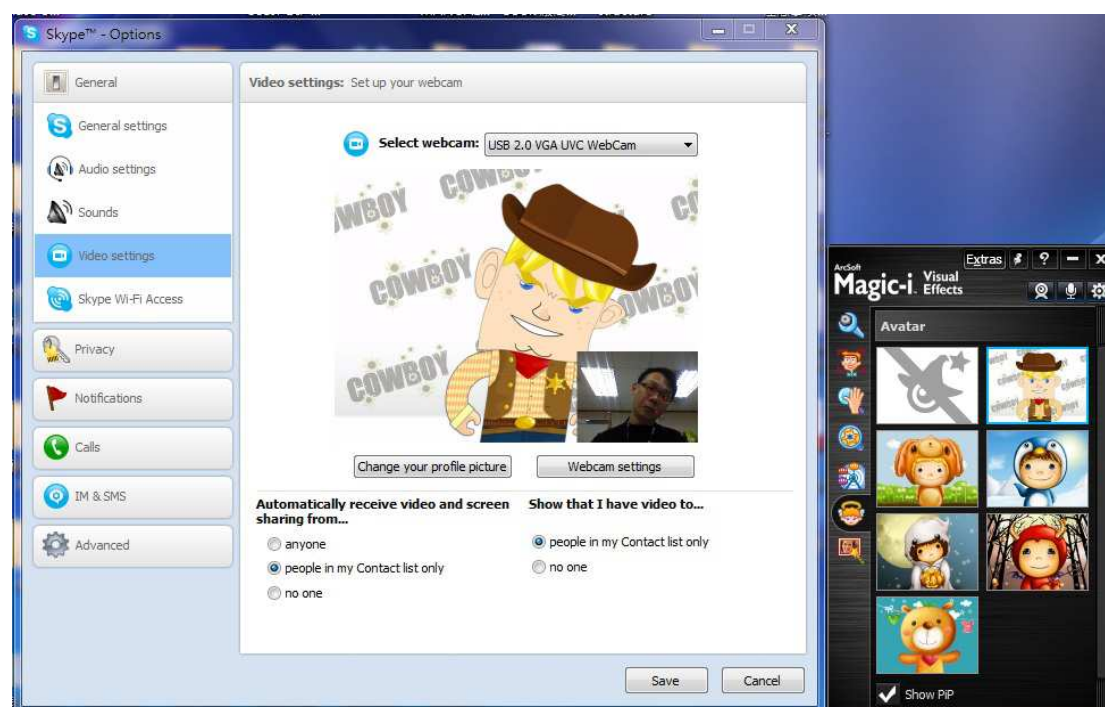 Skype™ - Options
General
General settings
Audio settings
Sounds
Video settings
Skype Wi-Fi Access
Privacy
Notifications
Calls
IM & SMS
Advanced
Video settings: Set up your webcam
Select webcam: USB 2.0 VGA UVC WebCam
COWBOY
COWBOY
COWBOY
COWBOY
Change your profile picture
Webcam settings
Automatically receive video and screen
sharing from...
anyone
people in my Contact list only
no one
Show that I have video to...
people in my Contact list only
no one
Save
Cancel
Extras
?
ArcSoft
Magic-i Visual
Effects
Avatar
Show PiP